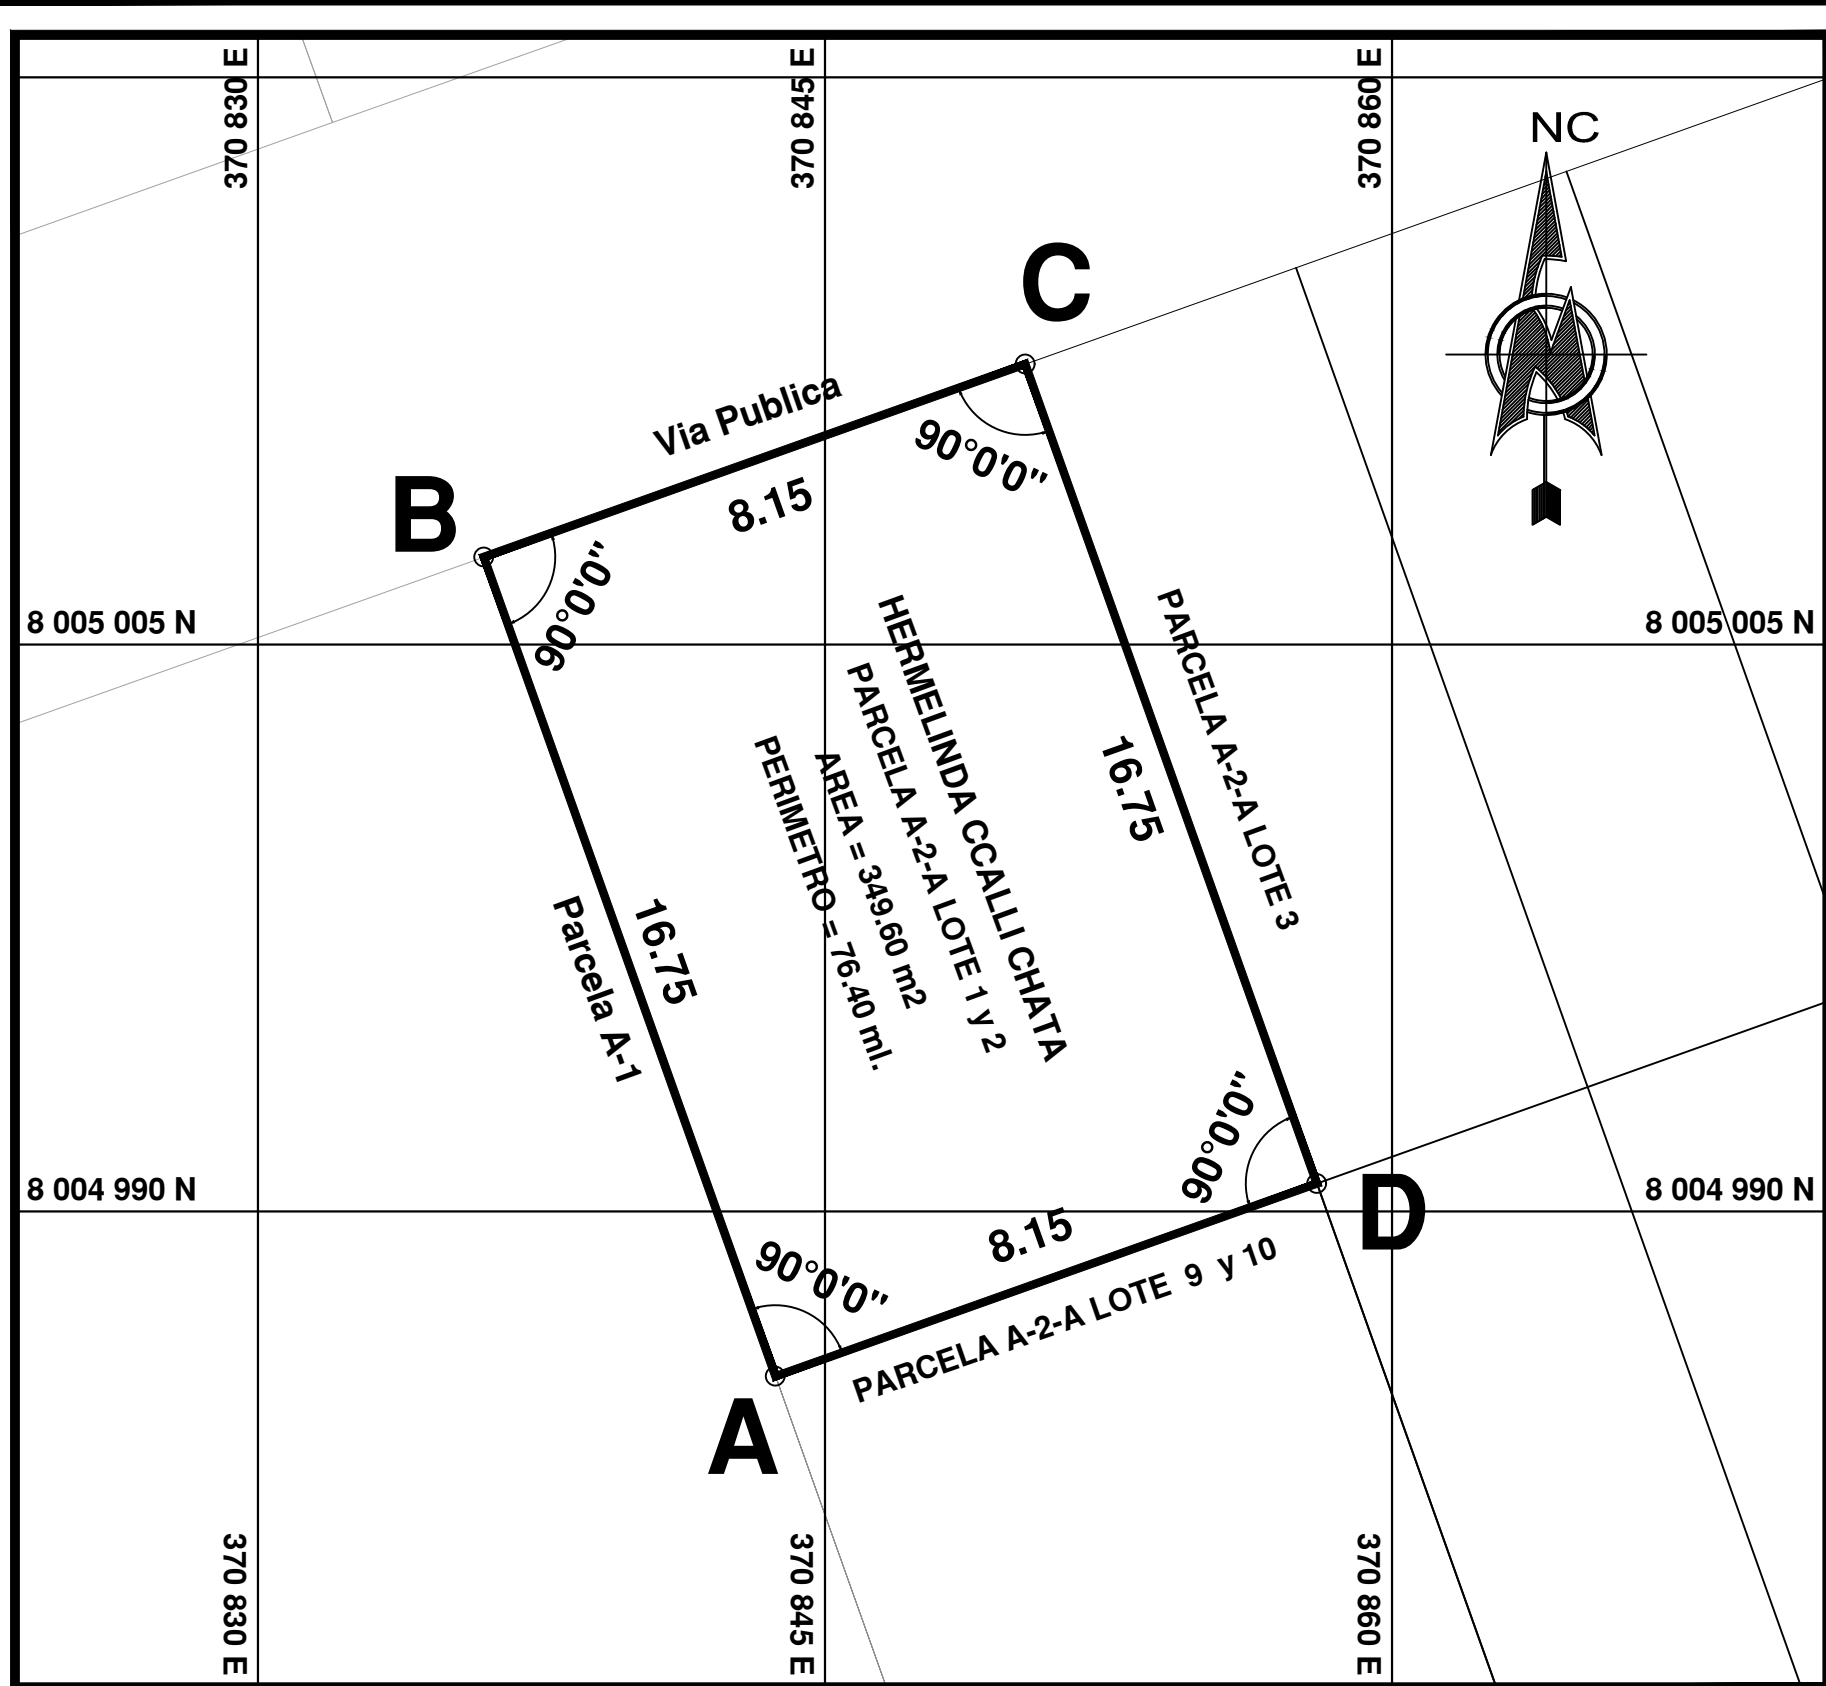 370 830 E
370 845 E
370 860 E
NC
C
Via Publica
8.15
90°0'0"
B
90°0'0"
8 005 005 N
8 005 005 N
HERMELINDA CCALLI CHATA
PARCELA A-2-A LOTE 1 y 2
AREA = 349.60 m2
PERIMETRO = 76.40 ml.
PARCELA A-2-A LOTE 3
16.75
16.75
Parcela A-1
90°0'0"
8 004 990 N
8 004 990 N
D
8.15
90°0'0"
PARCELA A-2-A LOTE 9 y 10
A
370 830 E
370 845 E
370 860 E